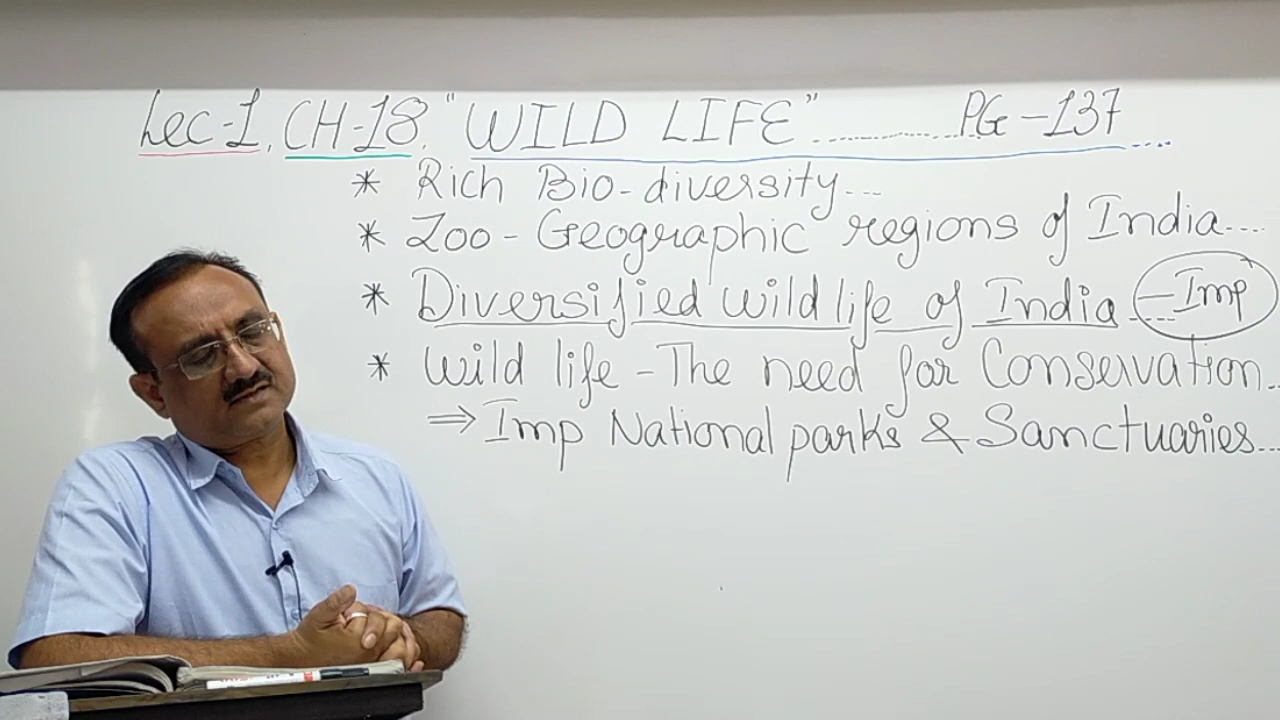 Lec-1, CH-18, "WILD LIFE" ............ PG-137
* Rich Bio-diversity...
* Zoo-Geographic regions of India....
* Diversified wild life of India .... - Imp
* Wild life - The need for Conservation..
⇒ Imp National parks & Sanctuaries...